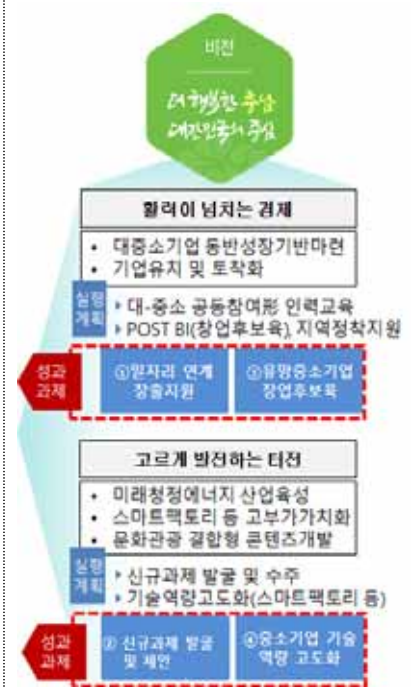 비전
더 행복한 충남
대한민국의 중심
활력이 넘치는 경제
• 대중소기업 동반성장기반마련
• 기업유치 및 토착화
실행
계획
▸ 대-중소 공동참여形 인력교육
▸ POST BI(창업후보육), 지역정착지원
성과
과제
①일자리 연계
창출지원
②유망중소기업
창업후보육
고르게 발전하는 터전
• 미래청정에너지 산업육성
• 스마트팩토리 등 고부가가치화
• 문화관광 결합형 콘텐츠개발
실행
계획
▸ 신규과제 발굴 및 수주
▸ 기술역량고도화(스마트팩토리 등)
성과
과제
③ 신규과제 발굴
및 제안
④중소기업 기술
역량 고도화